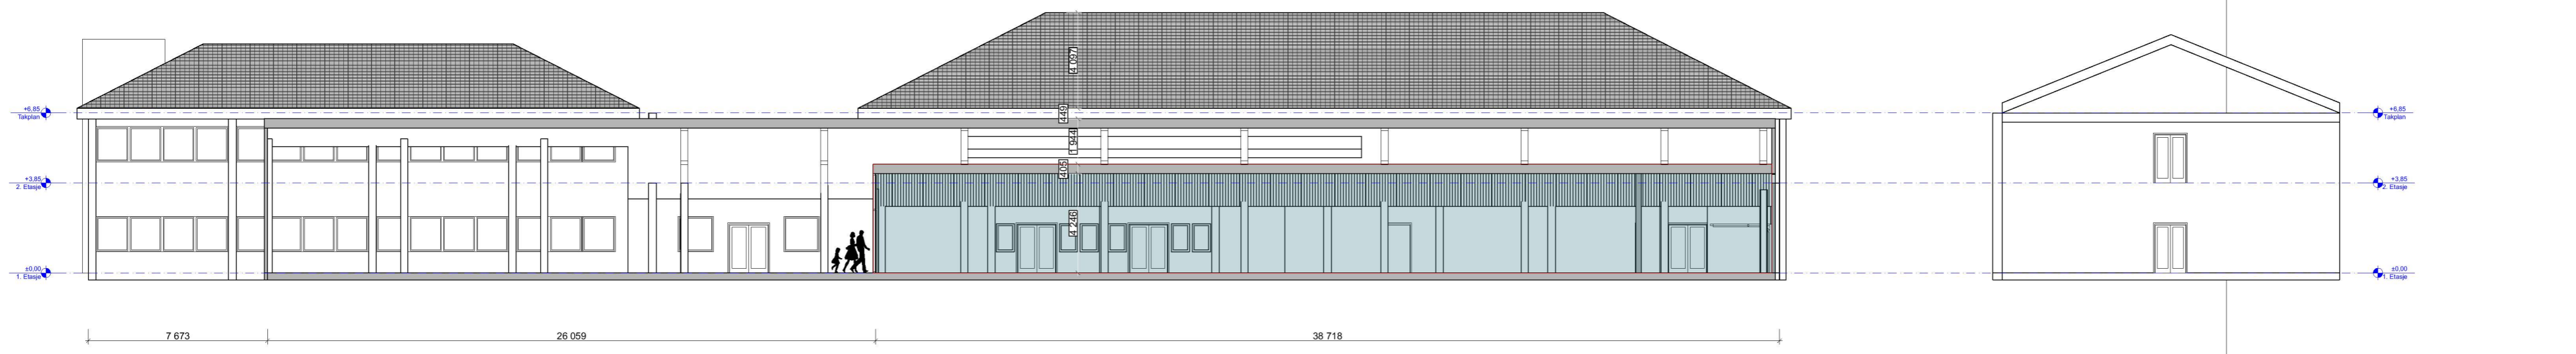 4 097
+6,85
Takplan
449
+6,85
Takplan
1 944
405
+3,85
2. Etasje
+3,85
2. Etasje
4 246
±0,00
1. Etasje
±0,00
1. Etasje
7 673
26 059
38 718